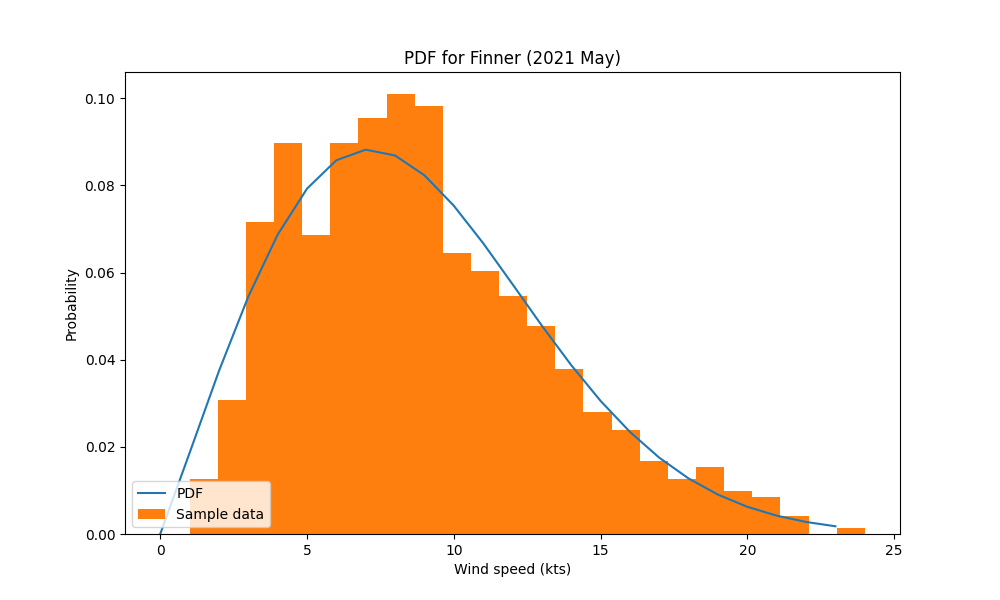 PDF for Finner (2021 May)
0.10
0.08
0.06
0.04
0.02
0.00
Probability
PDF
Sample data
0 5 10 15 20 25
Wind speed (kts)